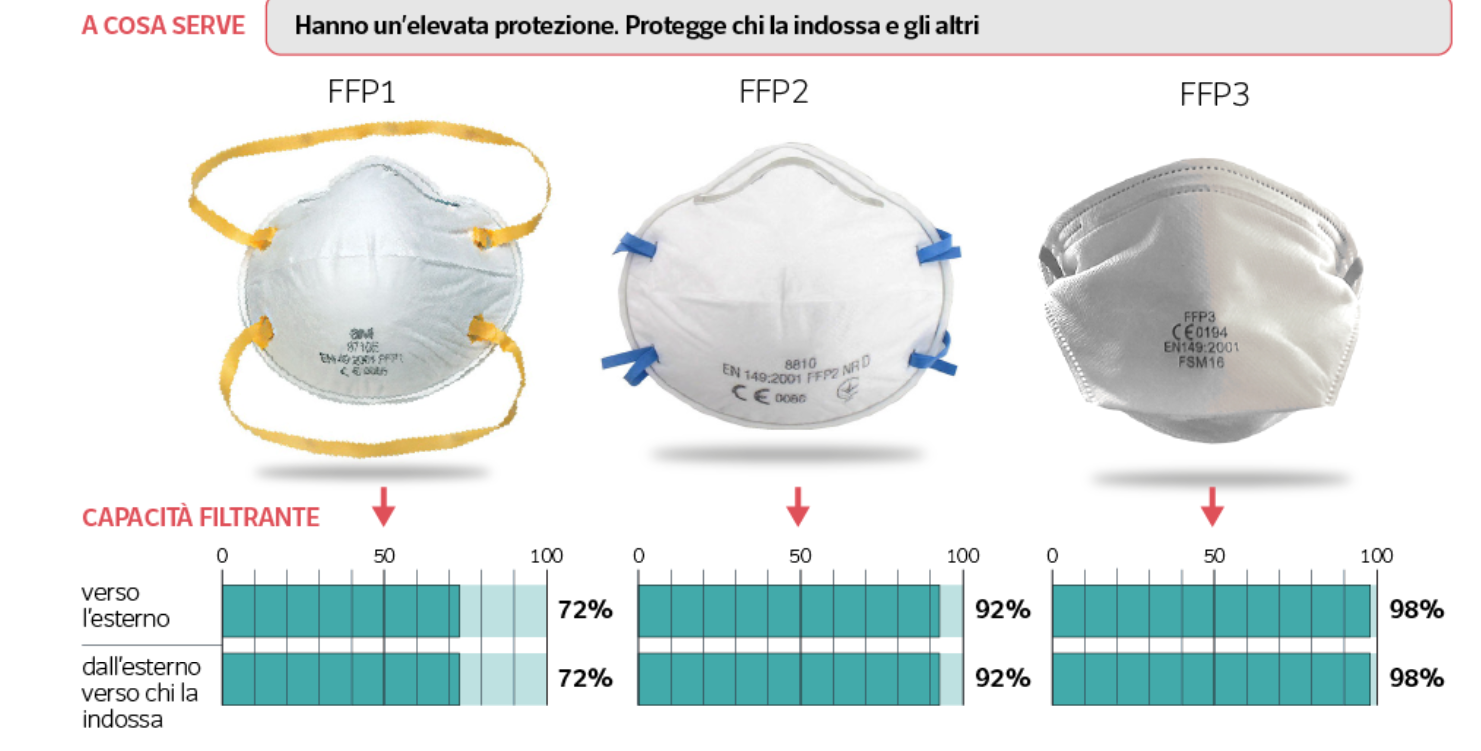 A COSA SERVE
Hanno un'elevata protezione. Protegge chi la indossa e gli altri
FFP1
FFP2
FFP3
8810
EN 149:2001 FFP2 NR D
CE 0086
FFP3
CE 0194
EN149:2001
FSM16
CAPACITÀ FILTRANTE
0 50 100
0 50 100
0 50 100
verso
l'esterno
72%
92%
98%
dall'esterno
verso chi la
indossa
72%
92%
98%